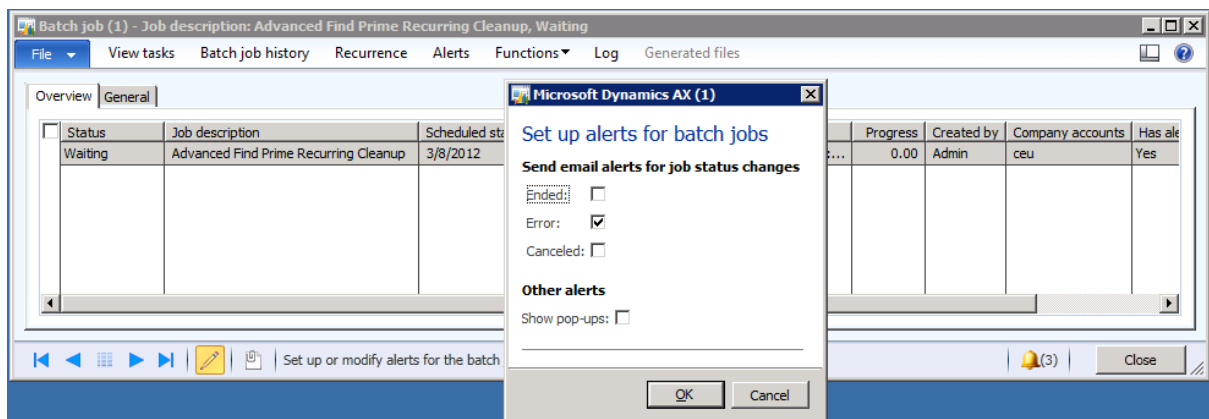 Batch job (1) - Job description: Advanced Find Prime Recurring Cleanup, Waiting
File View tasks Batch job history Recurrence Alerts Functions Log Generated files
Overview General
Status Job description Scheduled sta Progress Created by Company accounts Has ale
Waiting Advanced Find Prime Recurring Cleanup 3/8/2012 :... 0.00 Admin ceu Yes
Microsoft Dynamics AX (1)
Set up alerts for batch jobs
Send email alerts for job status changes
Ended:
Error:
Canceled:
Other alerts
Show pop-ups:
OK Cancel
Set up or modify alerts for the batch (3) Close